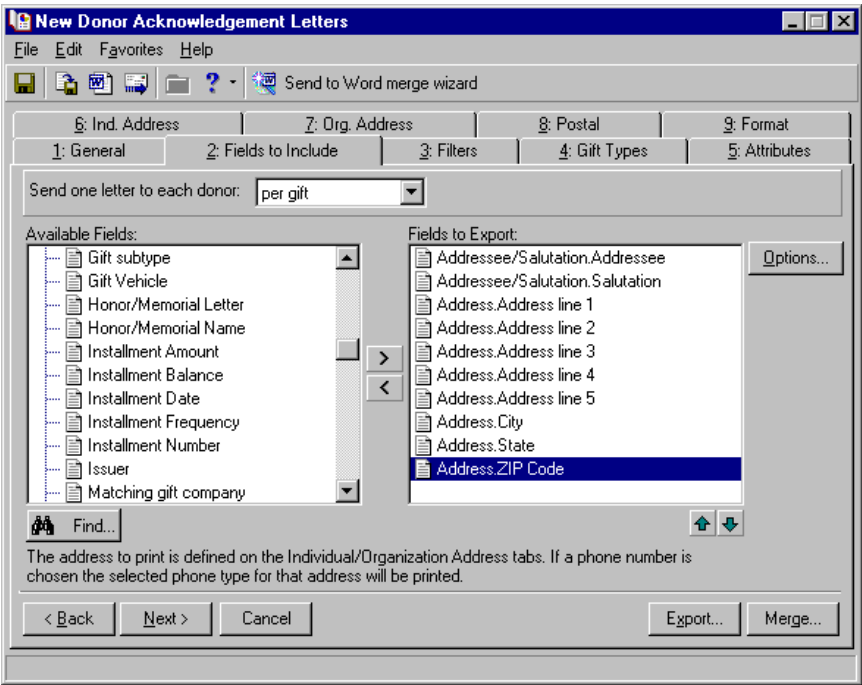 New Donor Acknowledgement Letters
File Edit Favorites Help
Send to Word merge wizard
6: Ind. Address 7: Org. Address 8: Postal 9: Format
1: General 2: Fields to Include 3: Filters 4: Gift Types 5: Attributes
Send one letter to each donor: per gift
Available Fields:
Gift subtype
Gift Vehicle
Honor/Memorial Letter
Honor/Memorial Name
Installment Amount
Installment Balance
Installment Date
Installment Frequency
Installment Number
Issuer
Matching gift company
>
<
Fields to Export:
Addressee/Salutation.Addressee
Addressee/Salutation.Salutation
Address.Address line 1
Address.Address line 2
Address.Address line 3
Address.Address line 4
Address.Address line 5
Address.City
Address.State
Address.ZIP Code
Options...
Find...
The address to print is defined on the Individual/Organization Address tabs. If a phone number is
chosen the selected phone type for that address will be printed.
< Back Next > Cancel Export... Merge...